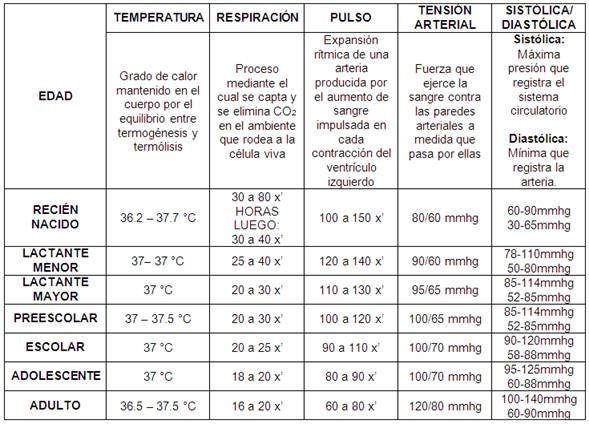 EDAD
TEMPERATURA
RESPIRACIÓN
PULSO
TENSIÓN
ARTERIAL
SISTÓLICA/
DIASTÓLICA
Grado de calor
mantenido en el
cuerpo por el
equilibrio entre
termogénesis y
termólisis
Proceso
mediante el
cual se capta y
se elimina CO₂
en el ambiente
que rodea a la
célula viva
Expansión
rítmica de una
arteria
producida por
el aumento de
sangre
impulsada en
cada
contracción del
ventrículo
izquierdo
Fuerza que
ejerce la
sangre contra
las paredes
arteriales a
medida que
pasa por ellas
Sistólica:
Máxima
presión que
registra el
sistema
circulatorio
Diastólica:
Mínima que
registra la
arteria.
RECIÉN
NACIDO
36.2 – 37.7 °C
30 a 80 x'
HORAS
LUEGO:
30 a 40 x'
100 a 150 x'
80/60 mmhg
60-90mmhg
30-65mmhg
LACTANTE
MENOR
37– 37 °C
25 a 40 x'
120 a 140 x'
90/60 mmhg
78-110mmhg
50-80mmhg
LACTANTE
MAYOR
37 °C
20 a 30 x'
110 a 130 x'
95/65 mmhg
85-114mmhg
52-85mmhg
PREESCOLAR
37 – 37.5 °C
20 a 30 x'
100 a 120 x'
100/65 mmhg
85-114mmhg
52-85mmhg
ESCOLAR
37 °C
20 a 25 x'
90 a 110 x'
100/70 mmhg
90-120mmhg
58-88mmhg
ADOLESCENTE
37 °C
18 a 20 x'
80 a 90 x'
100/70 mmhg
95-125mmhg
60-88mmhg
ADULTO
36.5 – 37.5 °C
16 a 20 x'
60 a 80 x'
120/80 mmhg
100-140mmhg
60-90mmhg